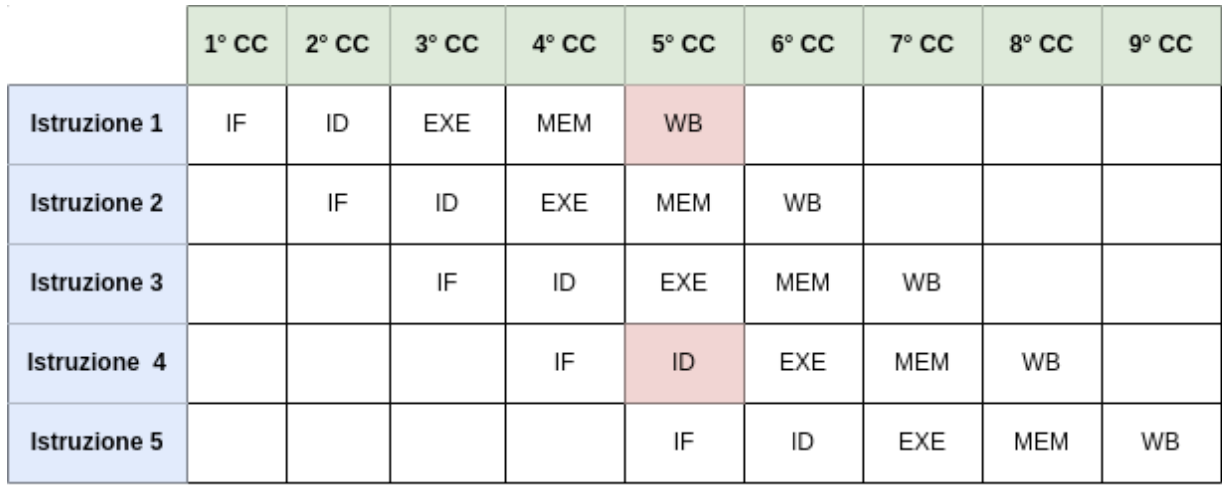 1° CC 2° CC 3° CC 4° CC 5° CC 6° CC 7° CC 8° CC 9° CC
Istruzione 1 IF ID EXE MEM WB
Istruzione 2 IF ID EXE MEM WB
Istruzione 3 IF ID EXE MEM WB
Istruzione 4 IF ID EXE MEM WB
Istruzione 5 IF ID EXE MEM WB